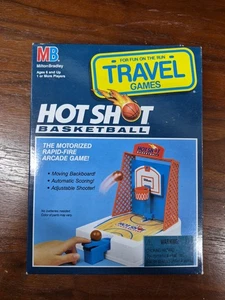 MB
Milton Bradley
Ages 8 and Up
1 or More Players
FOR FUN ON THE RUN
TRAVEL
GAMES
HOT SHOT
BASKETBALL
THE MOTORIZED
RAPID-FIRE
ARCADE GAME!
• Moving Backboard!
• Automatic Scoring!
• Adjustable Shooter!